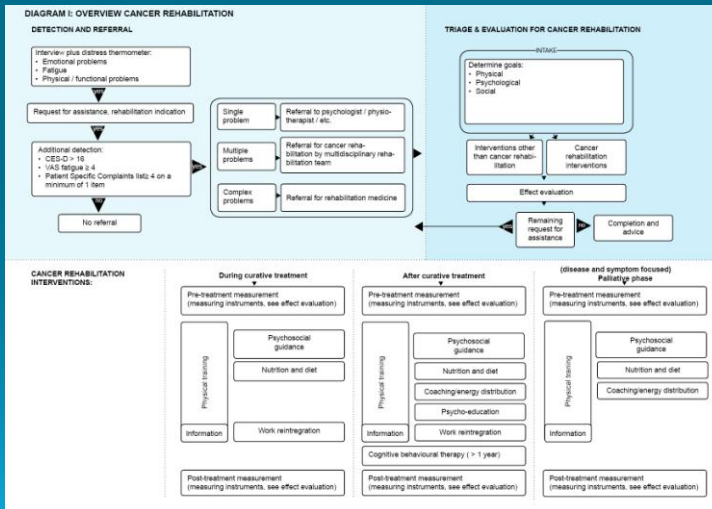 DIAGRAM I: OVERVIEW CANCER REHABILITATION
DETECTION AND REFERRAL
Interview plus distress thermometer:
• Emotional problems
• Fatigue
• Physical / functional problems
yes
Request for assistance, rehabilitation indication
yes
Additional detection:
• CES-D > 16
• VAS fatigue ≥ 4
• Patient Specific Complaints list≥ 4 on a
minimum of 1 item
yes
no
No referral
Single
problem
Referral to psychologist / physio-
therapist / etc.
Multiple
problems
Referral for cancer reha-
bilitation by multidisciplinary reha-
bilitation team
Complex
problems
Referral for rehabilitation medicine
TRIAGE & EVALUATION FOR CANCER REHABILITATION
INTAKE
Determine goals:
• Physical
• Psychological
• Social
Interventions other
than cancer rehabi-
litation
Cancer
rehabilitation
interventions
Effect evaluation
yes
Remaining
request for
assistance
no
Completion and
advice
CANCER REHABILITATION
INTERVENTIONS:
During curative treatment
Pre-treatment measurement
(measuring instruments, see effect evaluation)
Physical training
Psychosocial
guidance
Nutrition and diet
Information
Work reintregration
Post-treatment measurement
(measuring instruments, see effect evaluation)
After curative treatment
Pre-treatment measurement
(measuring instruments, see effect evaluation)
Physical training
Psychosocial
guidance
Nutrition and diet
Coaching/energy distribution
Psycho-education
Information
Work reintregration
Cognitive behavioural therapy ( > 1 year)
Post-treatment measurement
(measuring instruments, see effect evaluation)
(disease and symptom focused)
Palliative phase
Pre-treatment measurement
(measuring instruments, see effect evaluation)
Physical training
Psychosocial
guidance
Nutrition and diet
Coaching/energy distribution
Information
Post-treatment measurement
(measuring instruments, see effect evaluation)